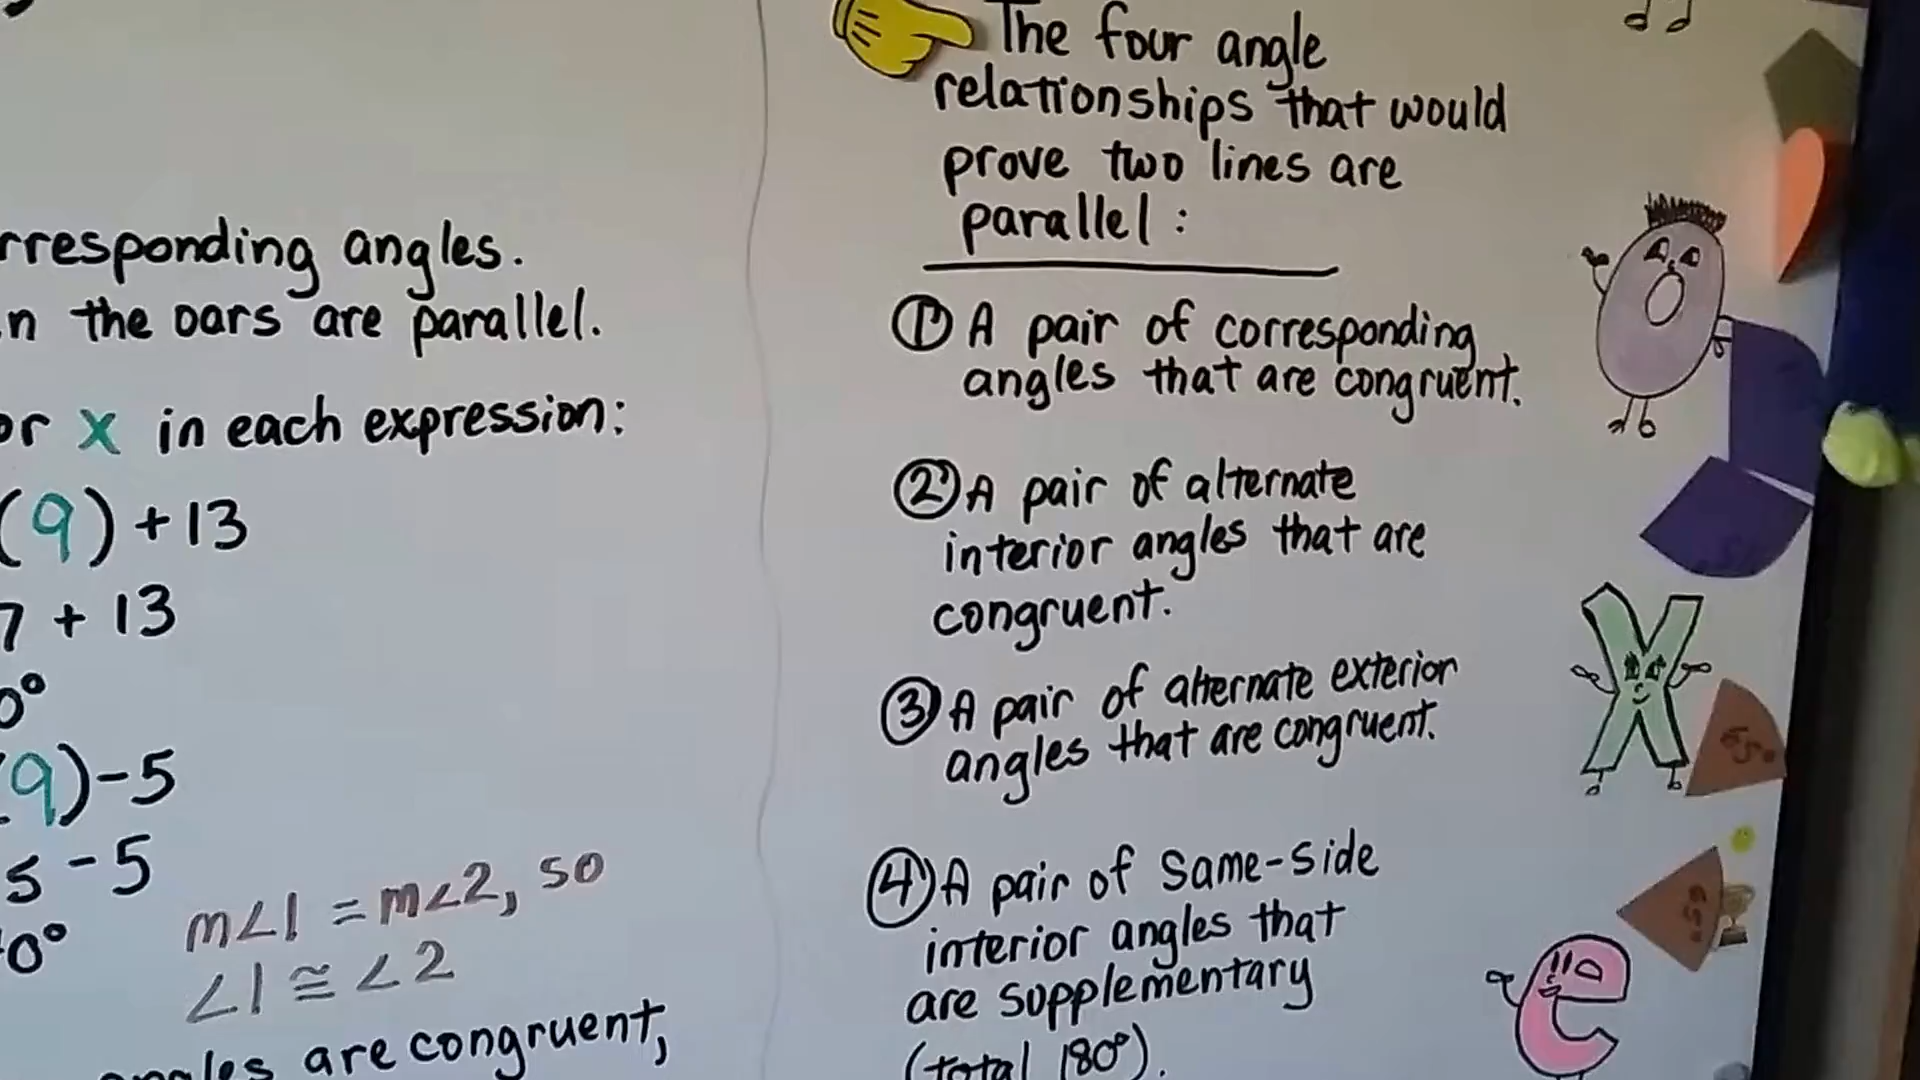 rresponding angles.
n the oars are parallel.
or x in each expression:
(9) + 13
7 + 13
0°
(9) - 5
5 - 5
0°
m∠1 = m∠2, so
∠1 ≅ ∠2
angles are congruent,
The four angle
relationships that would
prove two lines are
parallel:
① A pair of corresponding
angles that are congruent.
② A pair of alternate
interior angles that are
congruent.
③ A pair of alternate exterior
angles that are congruent.
④ A pair of same-side
interior angles that
are supplementary
(total 180°).